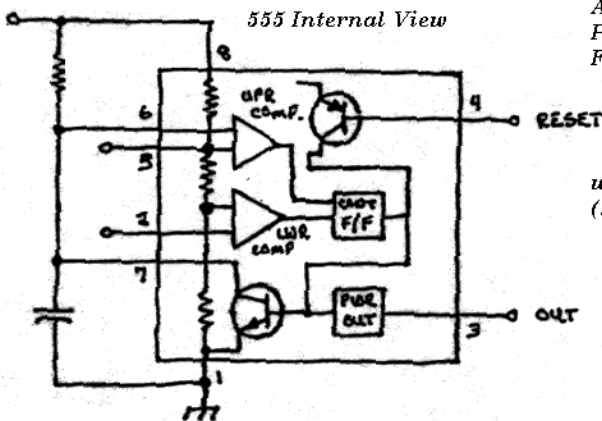 555 Internal View
8
UPR
COMP.
6
4
RESET
5
F/F
2
LWR
COMP
7
PWR
OUT
3
OUT
1